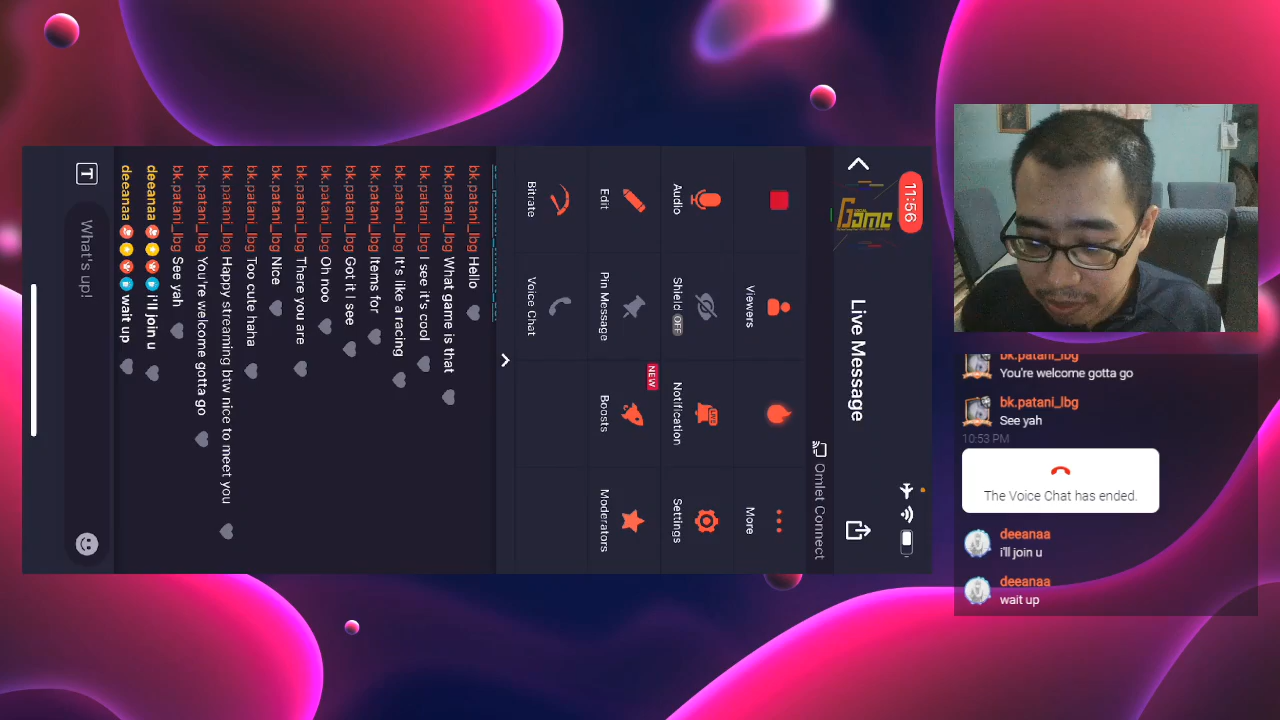 11:56
Game
Live Message
Omlet Connect
Viewers
More
Audio
Shield OFF
Notification
Settings
Edit
Pin Message
NEW
Boosts
Moderators
Bitrate
Voice Chat
bk.patani_lbg Hello
bk.patani_lbg What game is that
bk.patani_lbg I see it's cool
bk.patani_lbg It's like a racing
bk.patani_lbg Items for
bk.patani_lbg Got it I see
bk.patani_lbg Oh noo
bk.patani_lbg There you are
bk.patani_lbg Nice
bk.patani_lbg Too cute haha
bk.patani_lbg Happy streaming btw nice to meet you
bk.patani_lbg You're welcome gotta go
bk.patani_lbg See yah
deeanaa i'll join u
deeanaa wait up
T What's up!
bk.patani_lbg
You're welcome gotta go
bk.patani_lbg
See yah
10:53 PM
The Voice Chat has ended.
deeanaa
i'll join u
deeanaa
wait up